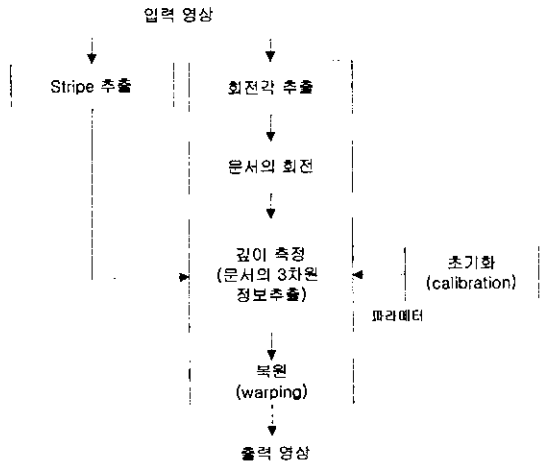 입력 영상
Stripe 추출
회전각 추출
문서의 회전
깊이 측정
(문서의 3차원
정보추출)
초기화
(calibration)
파라메터
복원
(warping)
출력 영상